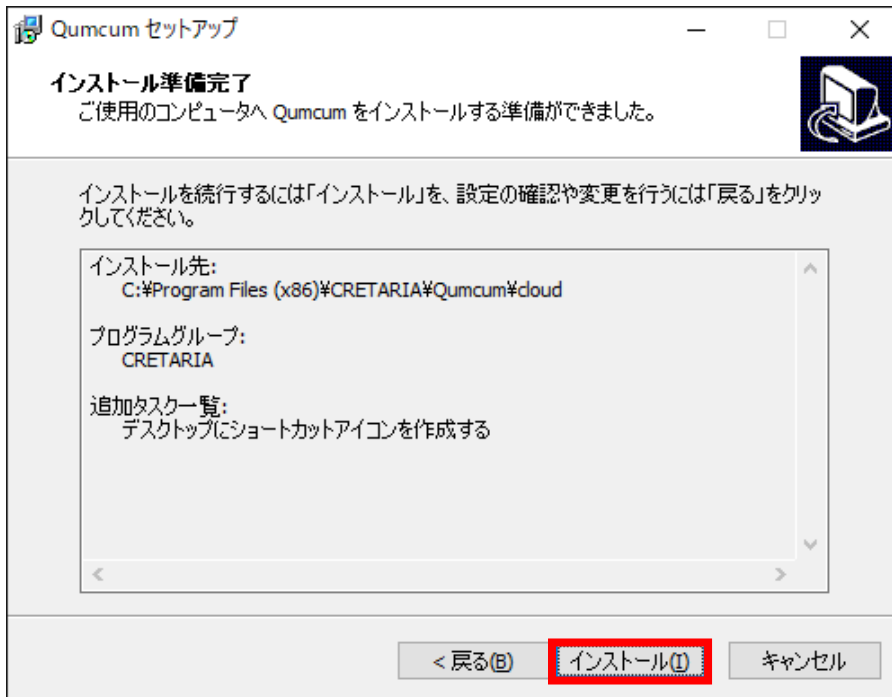 Qumcum セットアップ
インストール準備完了
ご使用のコンピュータへ Qumcum をインストールする準備ができました。
インストールを続行するには「インストール」を、設定の確認や変更を行うには「戻る」をクリッ
クしてください。
インストール先:
C:¥Program Files (x86)¥CRETARIA¥Qumcum¥cloud
プログラムグループ:
CRETARIA
追加タスク一覧:
デスクトップにショートカットアイコンを作成する
< 戻る(B)
インストール(I)
キャンセル